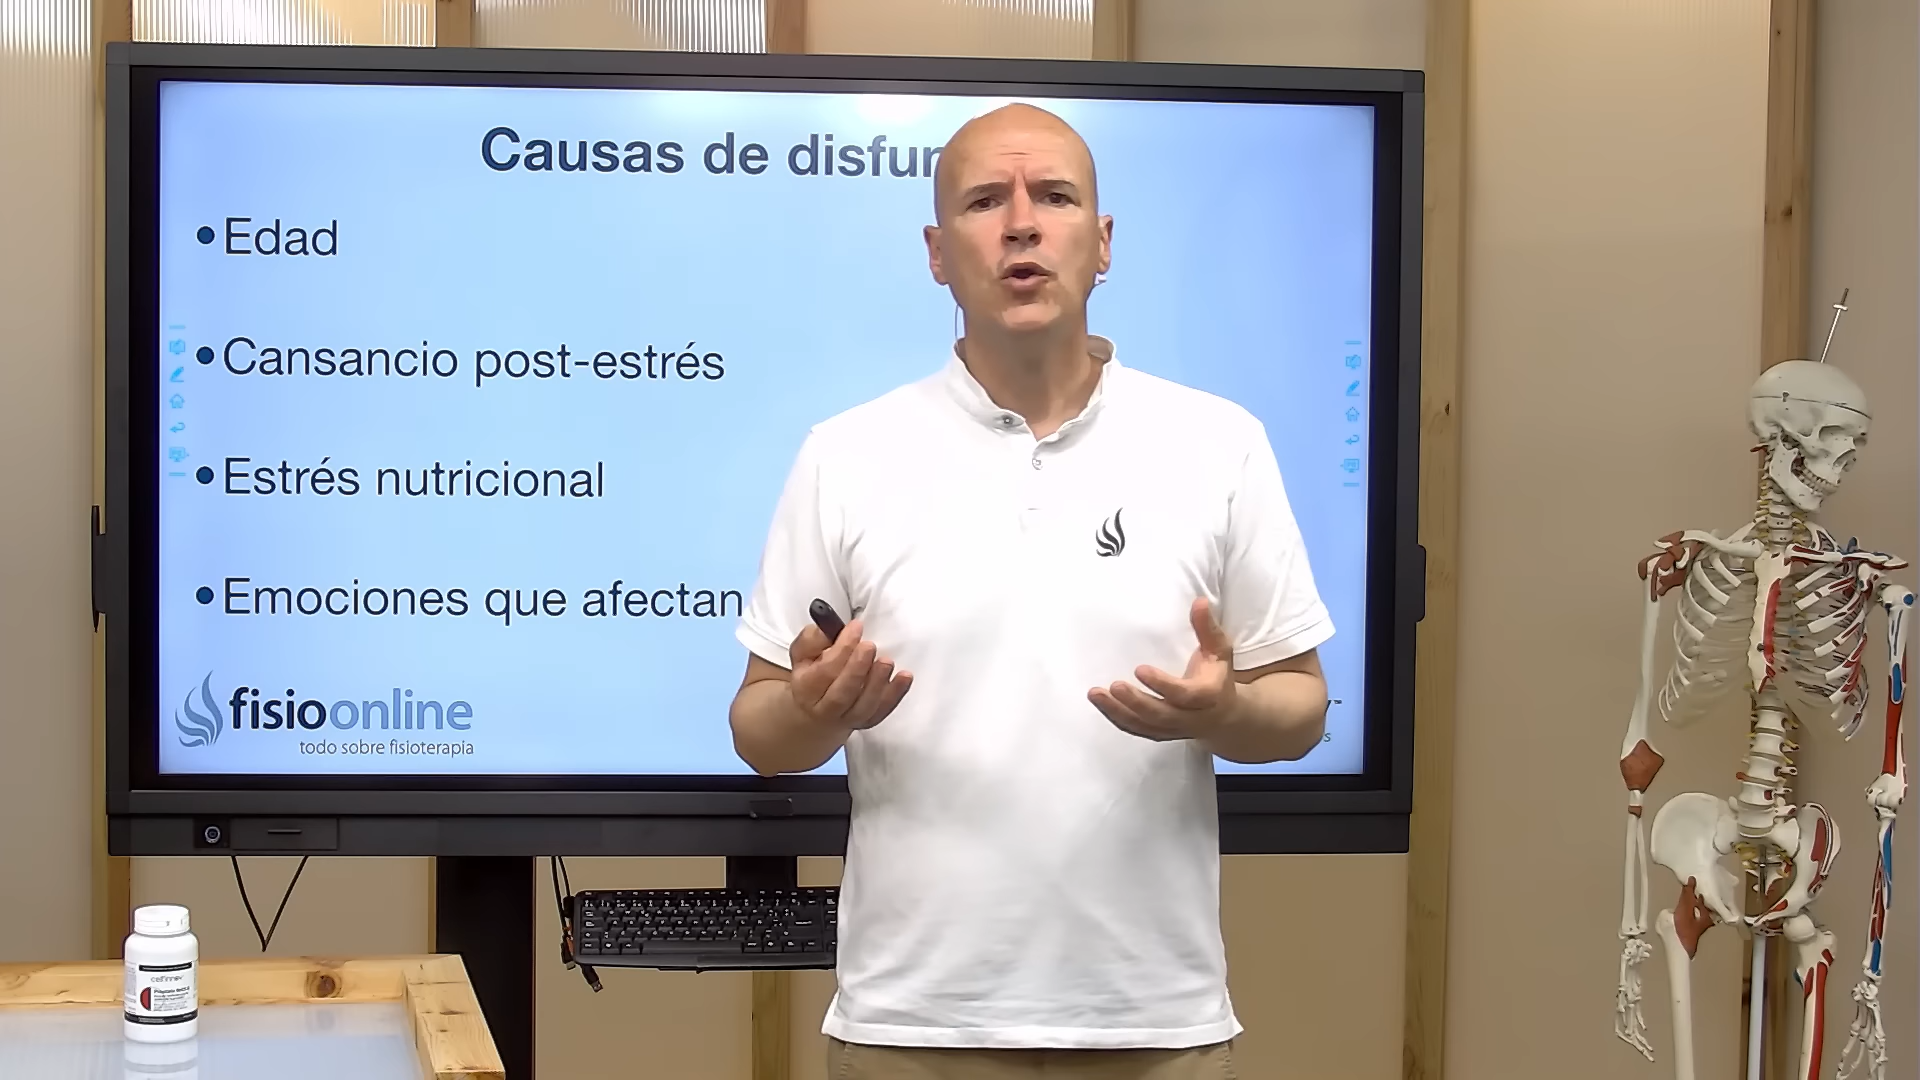 Causas de disfun
•Edad
•Cansancio post-estrés
•Estrés nutricional
•Emociones que afectan
fisioonline
todo sobre fisioterapia